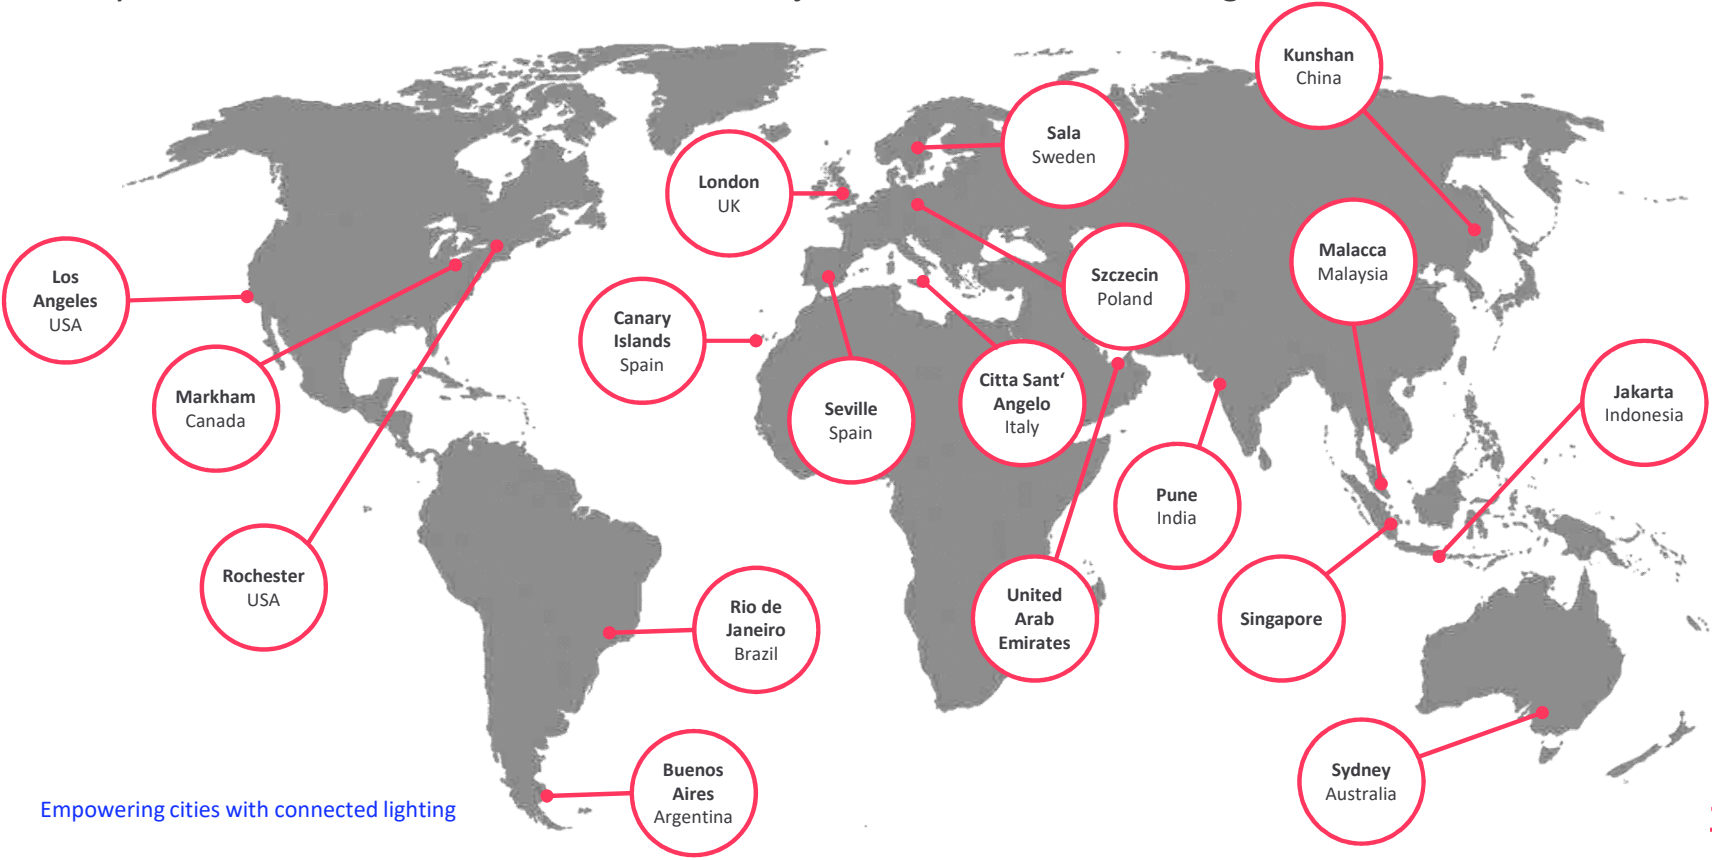 Kunshan
China
Sala
Sweden
London
UK
Malacca
Malaysia
Szczecin
Poland
Los
Angeles
USA
Canary
Islands
Spain
Markham
Canada
Seville
Spain
Citta Sant‘
Angelo
Italy
Jakarta
Indonesia
Pune
India
Rochester
USA
Rio de
Janeiro
Brazil
United
Arab
Emirates
Singapore
Buenos
Aires
Argentina
Sydney
Australia
Empowering cities with connected lighting